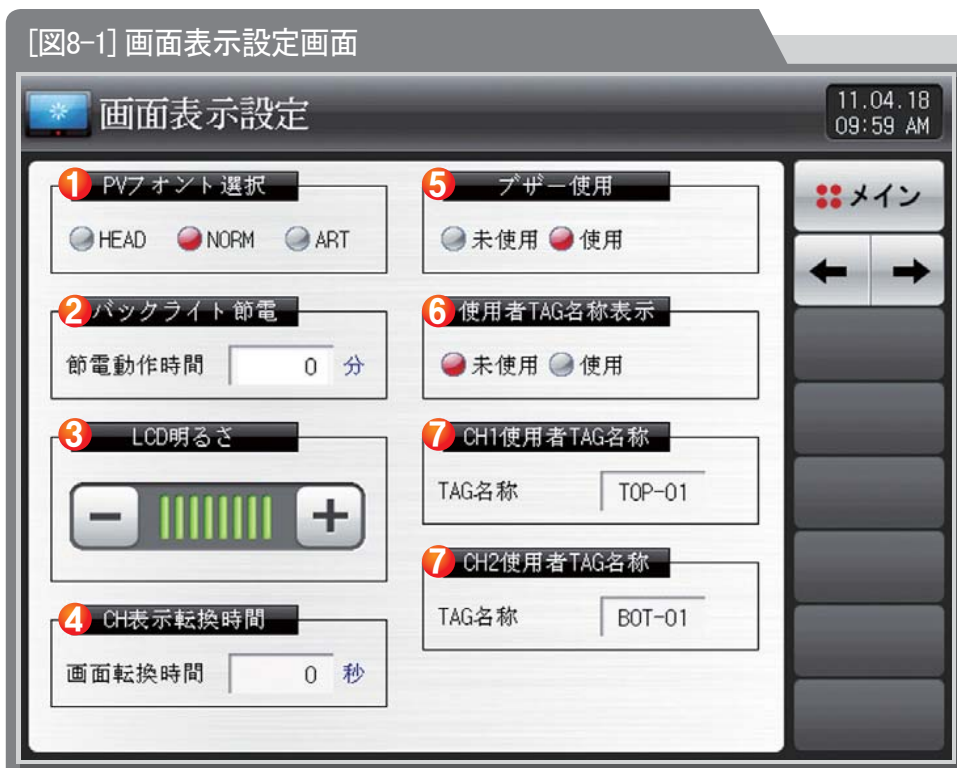 [図8-1] 画面表示設定画面
画面表示設定
11.04.18
09:59 AM
1 PVフォント選択
HEAD NORM ART
2 バックライト節電
節電動作時間 0 分
3 LCD明るさ
- +
4 CH表示転換時間
画面転換時間 0 秒
5 ブザー使用
未使用 使用
6 使用者TAG名称表示
未使用 使用
7 CH1使用者TAG名称
TAG名称 TOP-01
7 CH2使用者TAG名称
TAG名称 BOT-01
メイン
← →